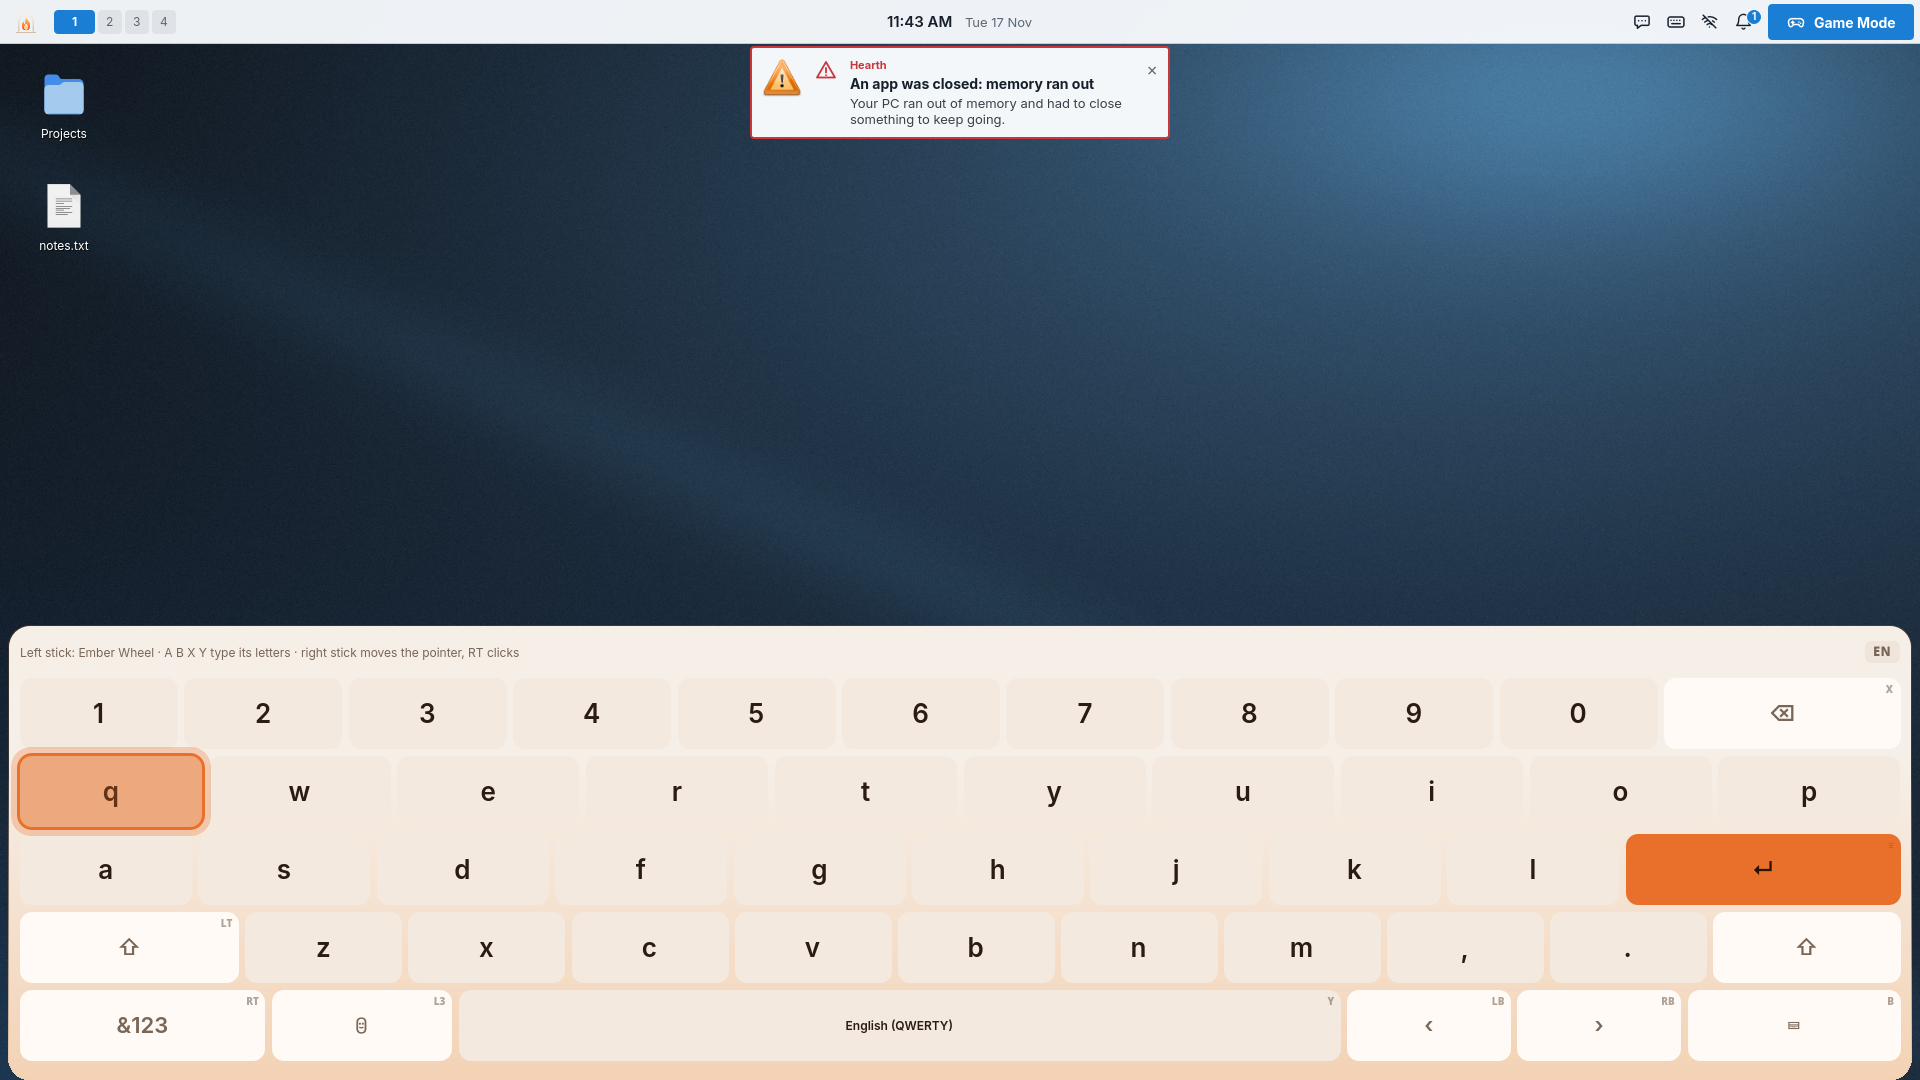 1 2 3 4 11:43 AM Tue 17 Nov 1 Game Mode
Hearth
An app was closed: memory ran out
Your PC ran out of memory and had to close
something to keep going.
Projects
notes.txt
Left stick: Ember Wheel · A B X Y type its letters · right stick moves the pointer, RT clicks EN
1 2 3 4 5 6 7 8 9 0 X
q w e r t y u i o p
a s d f g h j k l
LT z x c v b n m , .
&123 RT L3 English (QWERTY) Y ‹ LB › RB B